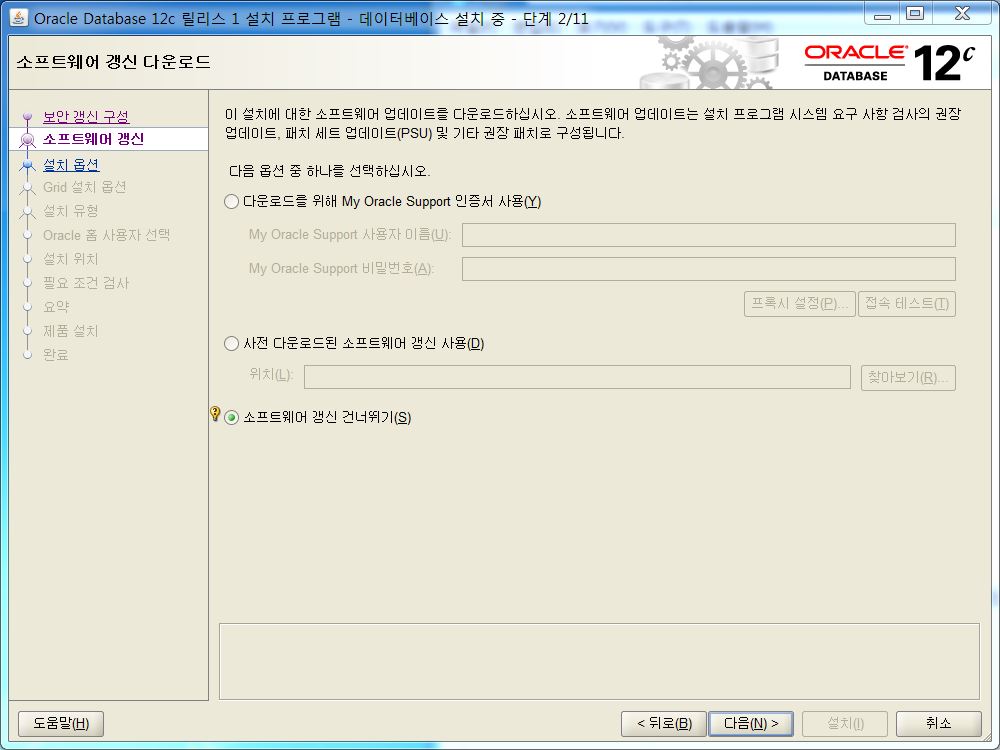 Oracle Database 12c 릴리스 1 설치 프로그램 - 데이터베이스 설치 중 - 단계 2/11
소프트웨어 갱신 다운로드
ORACLE®
DATABASE
12c
보안 갱신 구성
소프트웨어 갱신
설치 옵션
Grid 설치 옵션
설치 유형
Oracle 홈 사용자 선택
설치 위치
필요 조건 검사
요약
제품 설치
완료
이 설치에 대한 소프트웨어 업데이트를 다운로드하십시오. 소프트웨어 업데이트는 설치 프로그램 시스템 요구 사항 검사의 권장
업데이트, 패치 세트 업데이트(PSU) 및 기타 권장 패치로 구성됩니다.
다음 옵션 중 하나를 선택하십시오.
다운로드를 위해 My Oracle Support 인증서 사용(Y)
My Oracle Support 사용자 이름(U):
My Oracle Support 비밀번호(A):
프록시 설정(P)... 접속 테스트(T)
사전 다운로드된 소프트웨어 갱신 사용(D)
위치(L): 찾아보기(R)...
소프트웨어 갱신 건너뛰기(S)
도움말(H) < 뒤로(B) 다음(N) > 설치(I) 취소